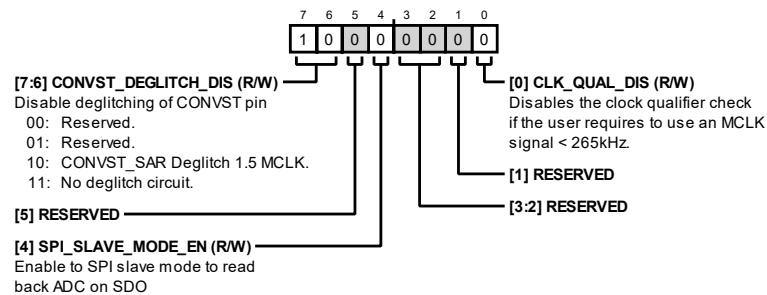 7 6 5 4 3 2 1 0
1 0 0 0 0 0 0 0
[7:6] CONVST_DEGLITCH_DIS (R/W)
Disable deglitching of CONVST pin
00: Reserved.
01: Reserved.
10: CONVST_SAR Deglitch 1.5 MCLK.
11: No deglitch circuit.
[5] RESERVED
[4] SPI_SLAVE_MODE_EN (R/W)
Enable to SPI slave mode to read
back ADC on SDO
[0] CLK_QUAL_DIS (R/W)
Disables the clock qualifier check
if the user requires to use an MCLK
signal < 265kHz.
[1] RESERVED
[3:2] RESERVED